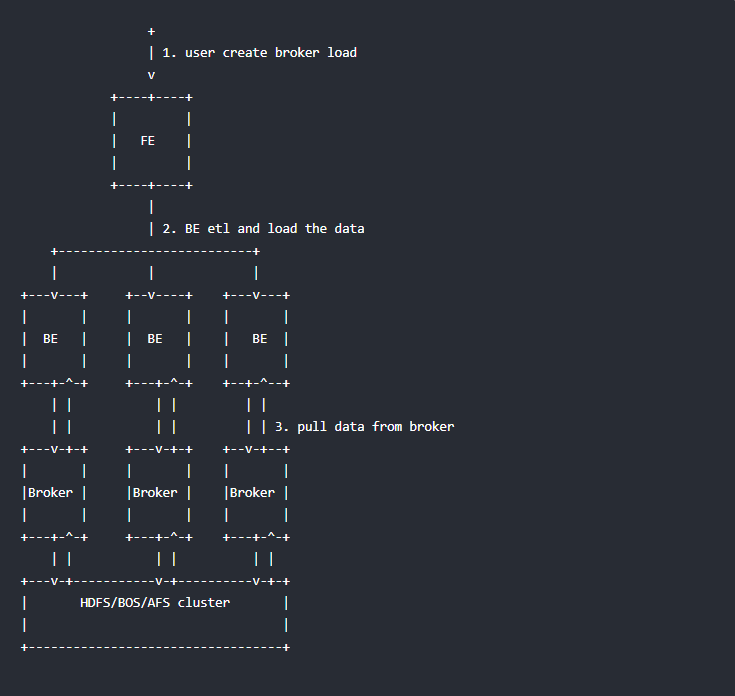 +
                 | 1. user create broker load
                 v
            +----+----+
            |         |
            |   FE    |
            |         |
            +----+----+
                 |
                 | 2. BE etl and load the data
    +---------------------------+
    |            |             |
+---v---+     +--v----+    +---v---+
|       |     |       |    |       |
|  BE   |     |  BE   |    |   BE  |
|       |     |       |    |       |
+---+-^-+     +---+-^-+    +--+-^--+
    | |           | |         | |
    | |           | |         | | 3. pull data from broker
+---v-+-+     +---v-+-+    +--v-+--+
|       |     |       |    |       |
|Broker |     |Broker |    |Broker |
|       |     |       |    |       |
+---+-^-+     +---+-^-+    +---+-^-+
    | |           | |          | |
+---v-+-----------v-+----------v-+-+
|       HDFS/BOS/AFS cluster       |
|                                  |
+----------------------------------+